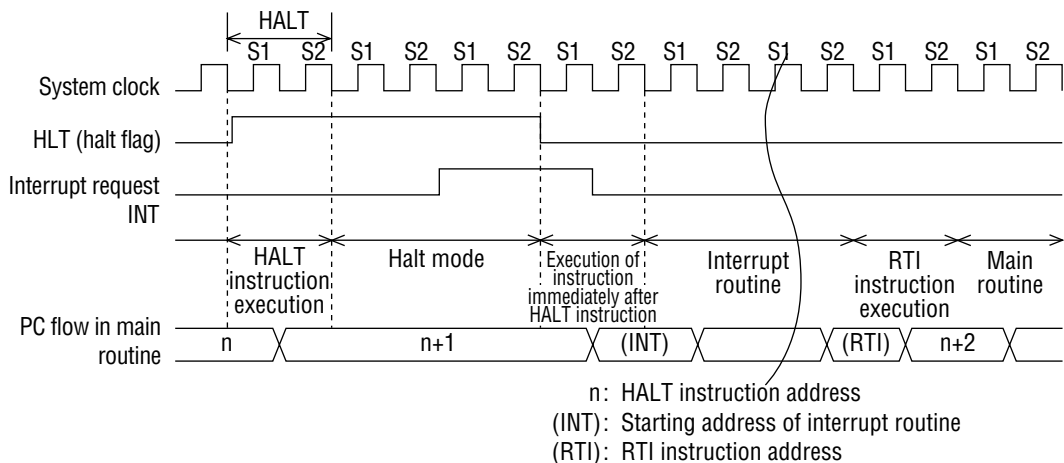 HALT
S1 S2 S1 S2 S1 S2 S1 S2 S1 S2 S1 S2 S1 S2 S1 S2
System clock
HLT (halt flag)
Interrupt request
INT
HALT
instruction
execution
Halt mode
Execution of
instruction
immediately after
HALT instruction
Interrupt
routine
RTI
instruction
execution
Main
routine
PC flow in main
routine
n n+1 (INT) (RTI) n+2
n: HALT instruction address
(INT): Starting address of interrupt routine
(RTI): RTI instruction address